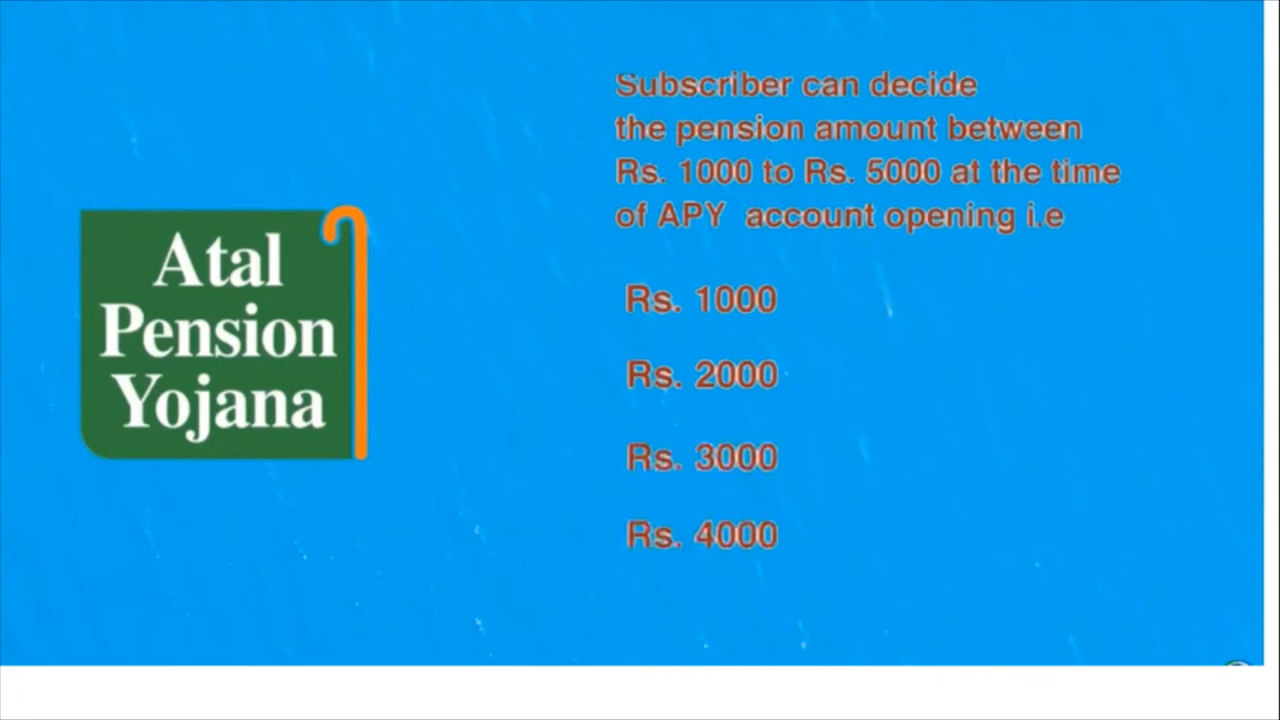 Atal
Pension
Yojana
Subscriber can decide
the pension amount between
Rs. 1000 to Rs. 5000 at the time
of APY account opening i.e
Rs. 1000
Rs. 2000
Rs. 3000
Rs. 4000